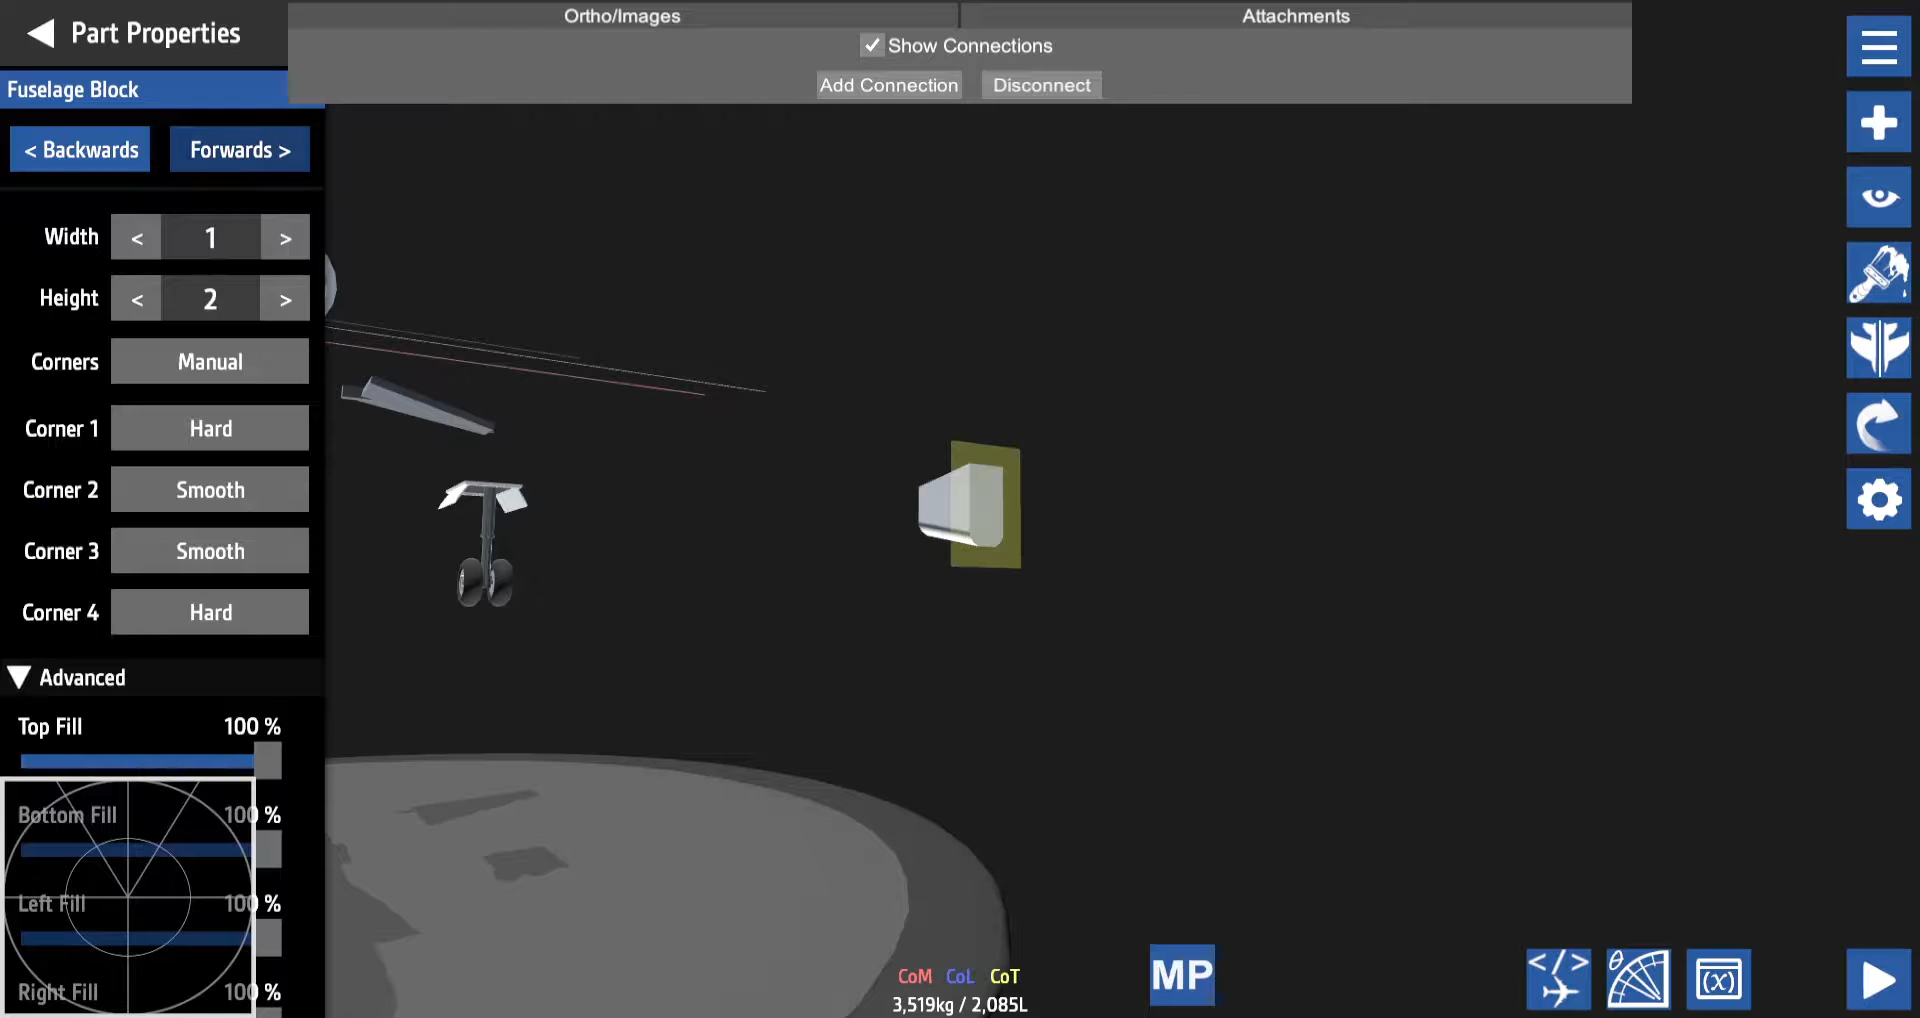 Part Properties
Ortho/Images
Attachments
Show Connections
Add Connection
Disconnect
Fuselage Block
< Backwards
Forwards >
Width
<
1
>
Height
<
2
>
Corners
Manual
Corner 1
Hard
Corner 2
Smooth
Corner 3
Smooth
Corner 4
Hard
Advanced
Top Fill
100 %
Bottom Fill
100 %
Left Fill
100 %
Right Fill
100 %
CoM CoL CoT
3,519kg / 2,085L
MP
</>
θ
(x)